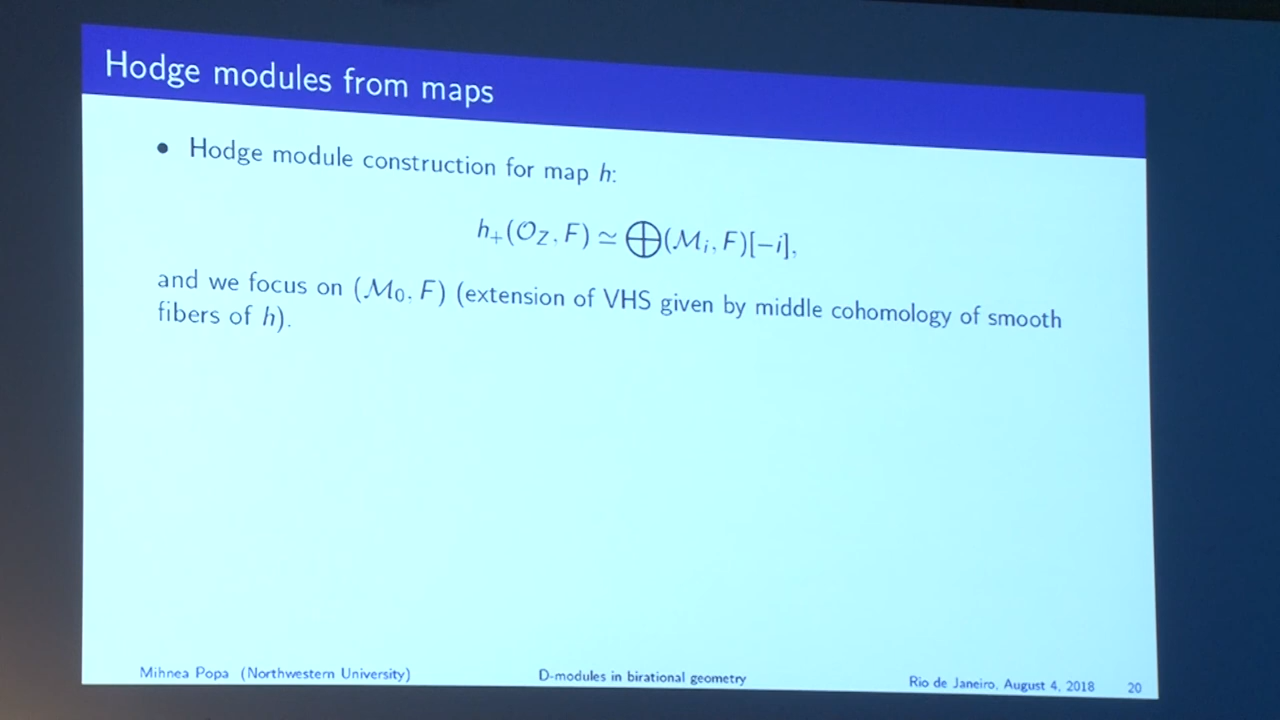 Hodge modules from maps
• Hodge module construction for map h:
h₊(𝒪_Z, F) ≃ ⊕(ℳᵢ, F)[−i],
and we focus on (ℳ₀, F) (extension of VHS given by middle cohomology of smooth
fibers of h).
Mihnea Popa (Northwestern University) D-modules in birational geometry Rio de Janeiro, August 4, 2018 20